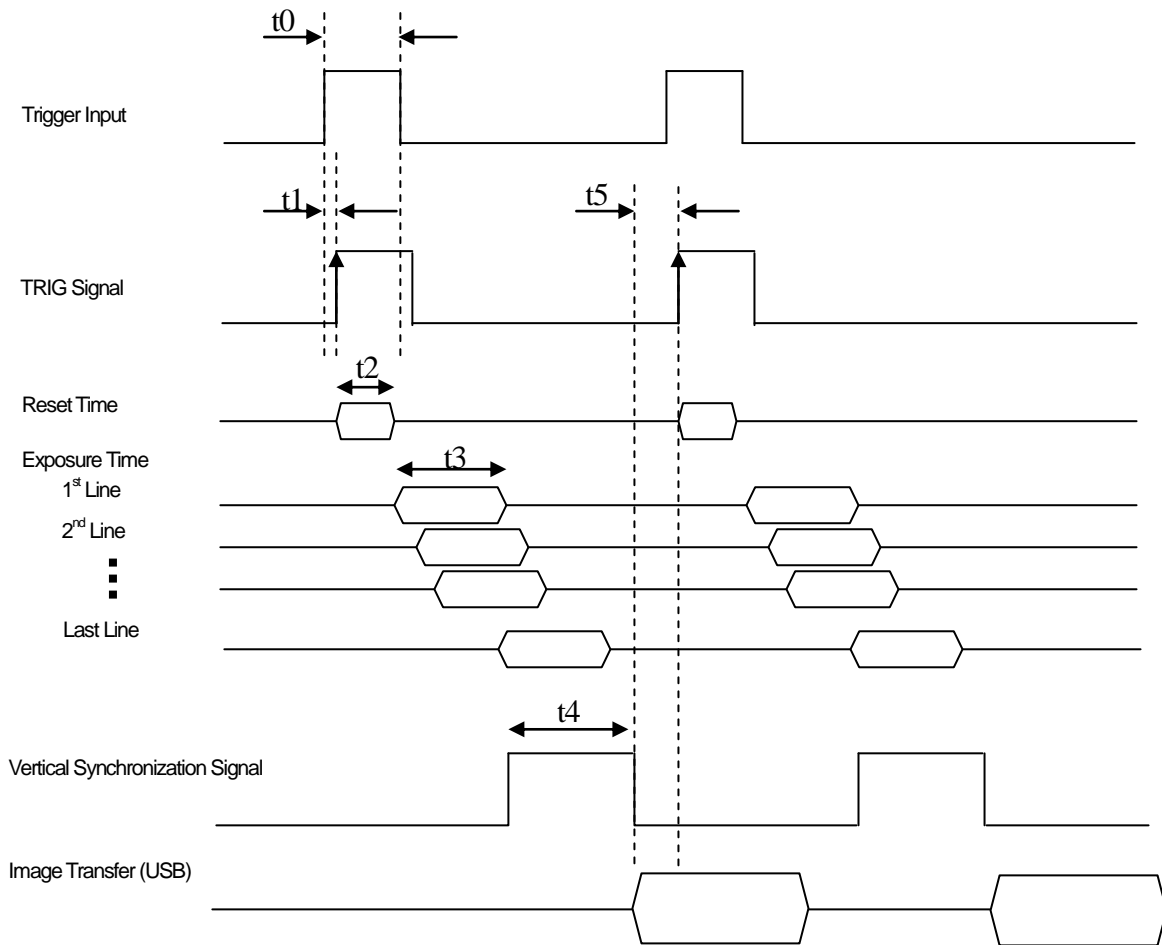 t0
Trigger Input
t1
t5
TRIG Signal
t2
Reset Time
Exposure Time
t3
1st Line
2nd Line
Last Line
t4
Vertical Synchronization Signal
Image Transfer (USB)